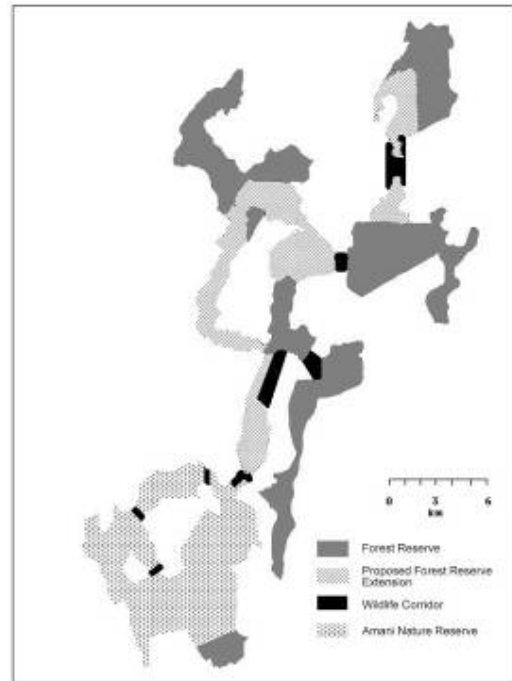 0 3 6
km
Forest Reserve
Proposed Forest Reserve
Extension
Wildlife Corridor
Amani Nature Reserve